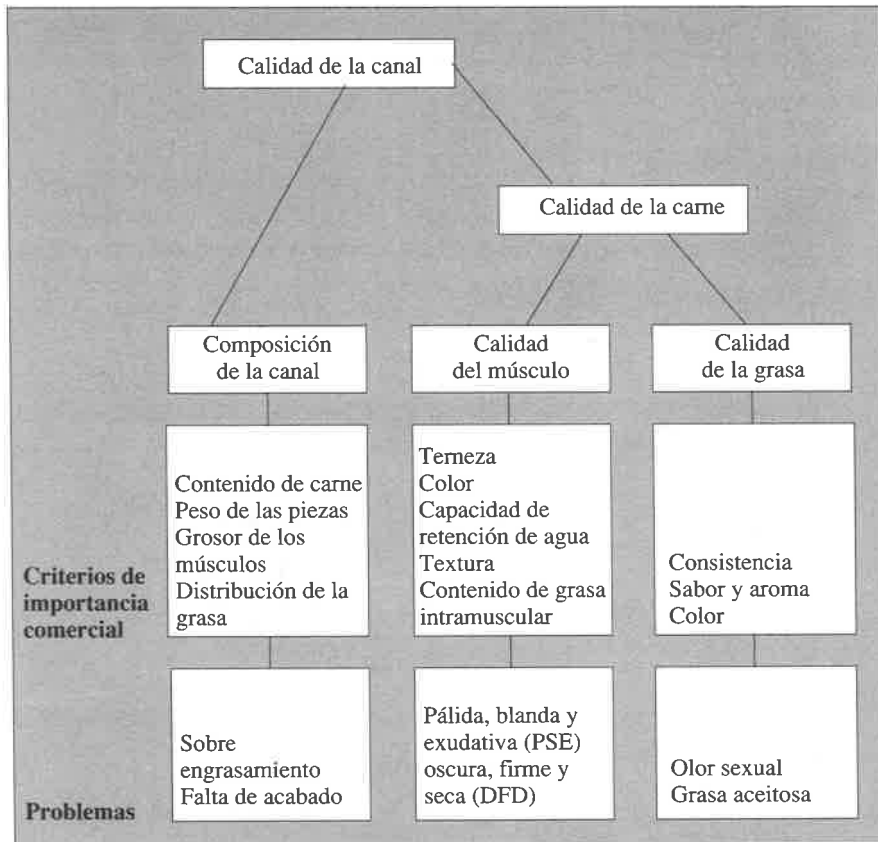 Calidad de la canal
Calidad de la carne
Composición
de la canal
Calidad
del músculo
Calidad
de la grasa
Criterios de
importancia
comercial
Contenido de carne
Peso de las piezas
Grosor de los
músculos
Distribución de la
grasa
Terneza
Color
Capacidad de
retención de agua
Textura
Contenido de grasa
intramuscular
Consistencia
Sabor y aroma
Color
Problemas
Sobre
engrasamiento
Falta de acabado
Pálida, blanda y
exudativa (PSE)
oscura, firme y
seca (DFD)
Olor sexual
Grasa aceitosa